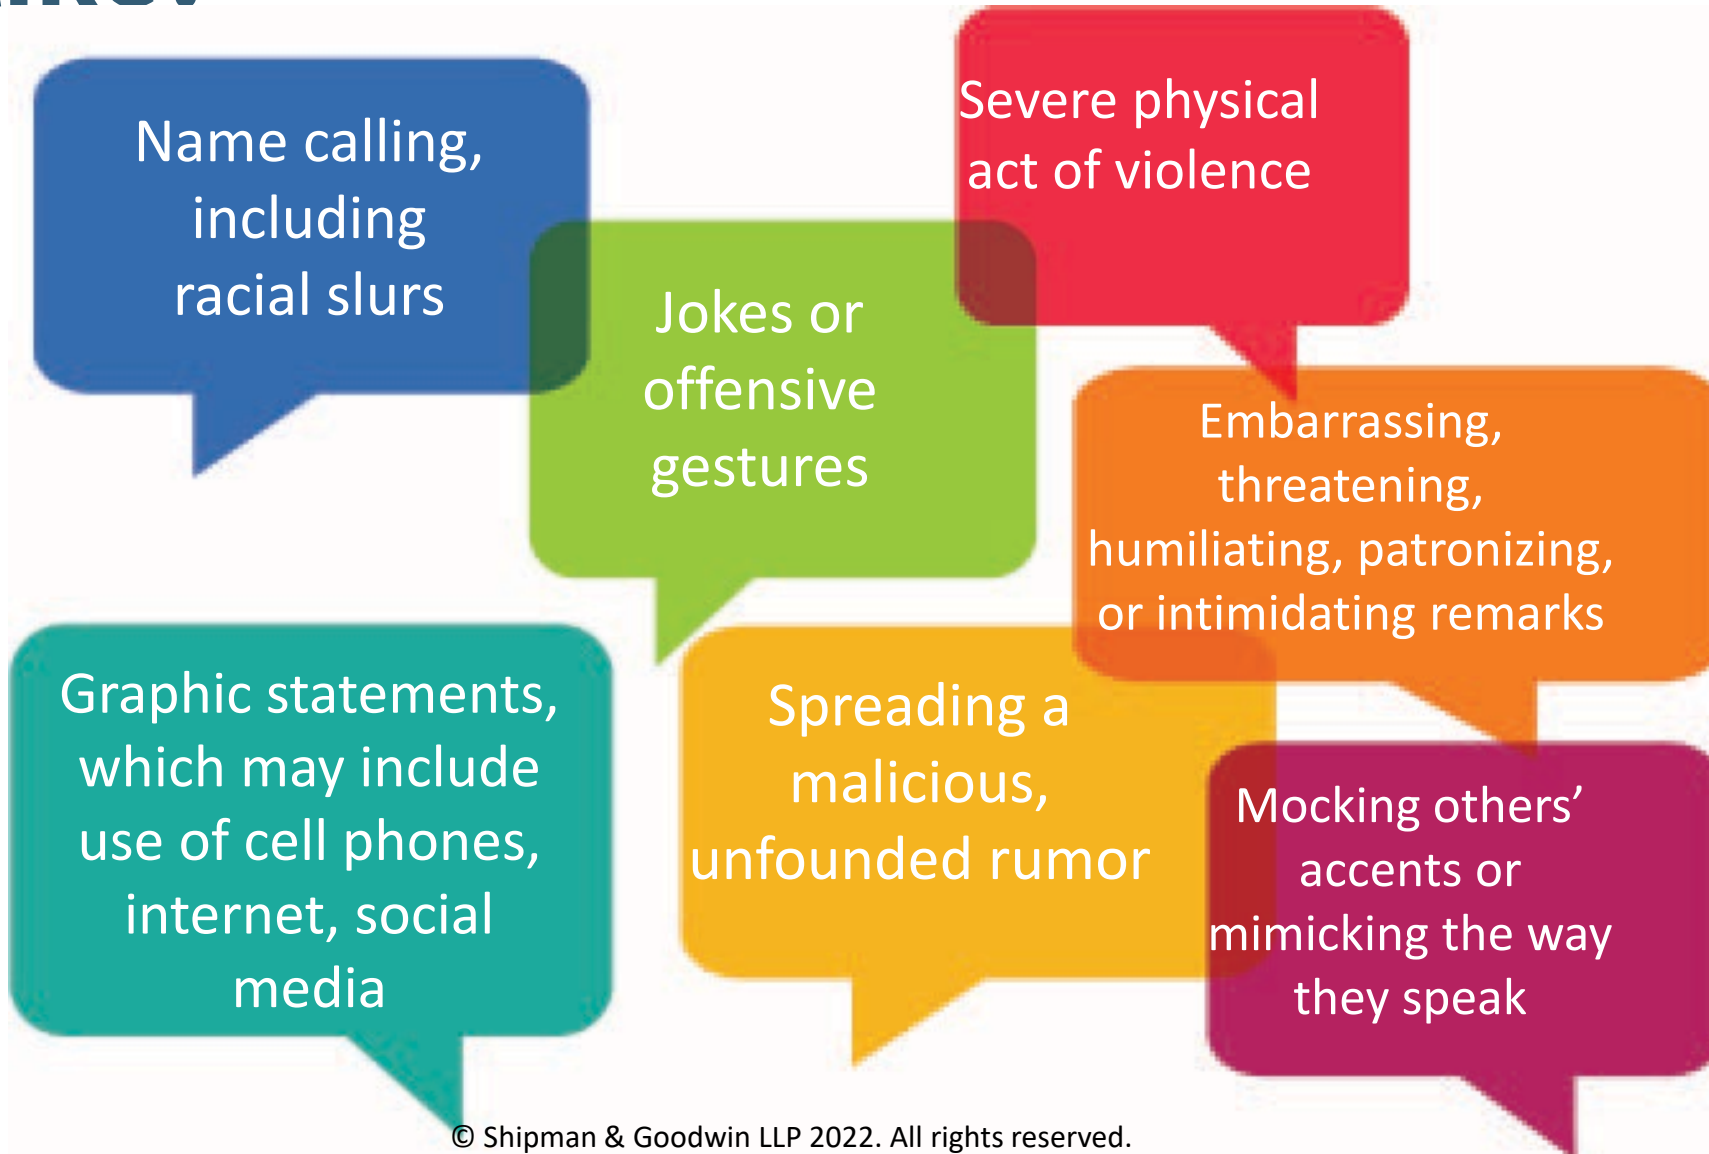 Name calling,
including
racial slurs
Severe physical
act of violence
Jokes or
offensive
gestures
Embarrassing,
threatening,
humiliating, patronizing,
or intimidating remarks
Graphic statements,
which may include
use of cell phones,
internet, social
media
Spreading a
malicious,
unfounded rumor
Mocking others’
accents or
mimicking the way
they speak
© Shipman & Goodwin LLP 2022. All rights reserved.